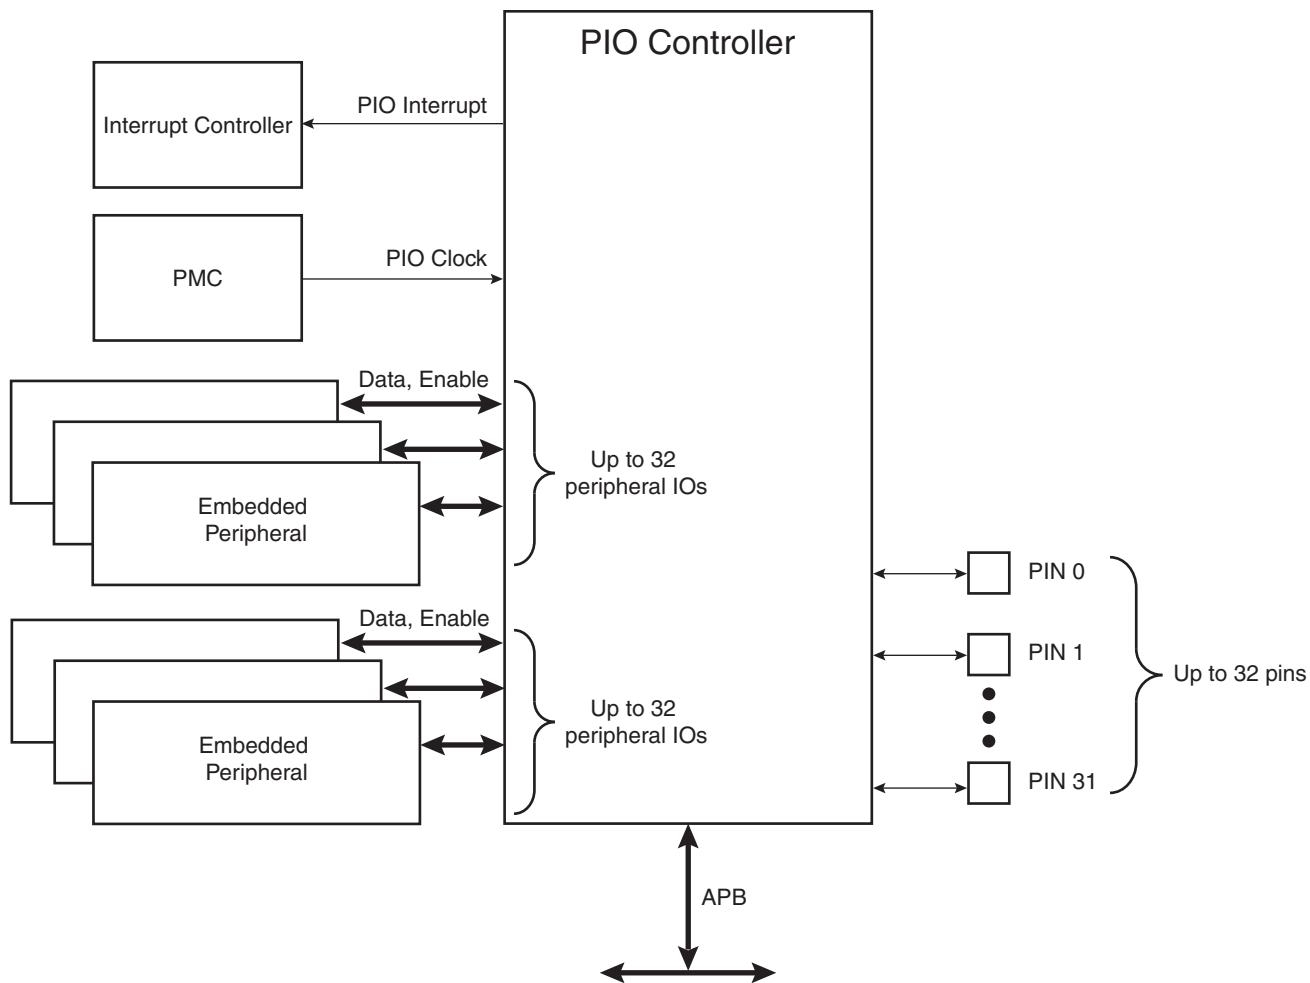 PIO Controller
PIO Interrupt
Interrupt Controller
PIO Clock
PMC
Data, Enable
Up to 32
peripheral IOs
Embedded
Peripheral
PIN 0
Data, Enable
PIN 1
Up to 32 pins
Up to 32
peripheral IOs
Embedded
Peripheral
PIN 31
APB